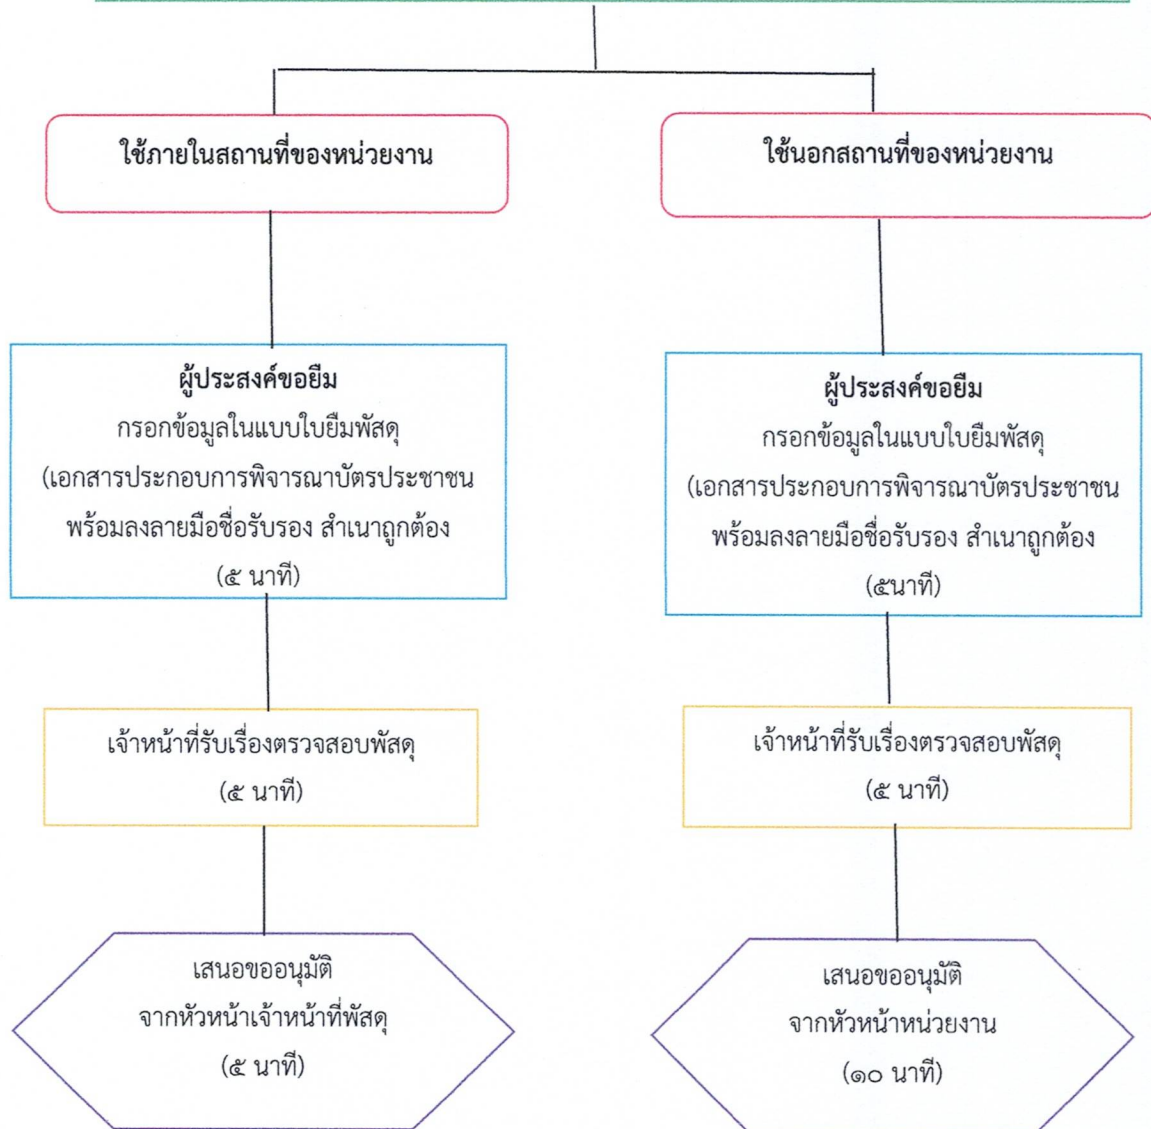 ใช้ภายในสถานที่ของหน่วยงาน
ใช้นอกสถานที่ของหน่วยงาน
ผู้ประสงค์ขอยืม
กรอกข้อมูลในแบบใบยืมพัสดุ
(เอกสารประกอบการพิจารณาบัตรประชาชน
พร้อมลงลายมือชื่อรับรอง สำเนาถูกต้อง
(๕ นาที)
ผู้ประสงค์ขอยืม
กรอกข้อมูลในแบบใบยืมพัสดุ
(เอกสารประกอบการพิจารณาบัตรประชาชน
พร้อมลงลายมือชื่อรับรอง สำเนาถูกต้อง
(๕นาที)
เจ้าหน้าที่รับเรื่องตรวจสอบพัสดุ
(๕ นาที)
เจ้าหน้าที่รับเรื่องตรวจสอบพัสดุ
(๕ นาที)
เสนอขออนุมัติ
จากหัวหน้าเจ้าหน้าที่พัสดุ
(๕ นาที)
เสนอขออนุมัติ
จากหัวหน้าหน่วยงาน
(๑๐ นาที)